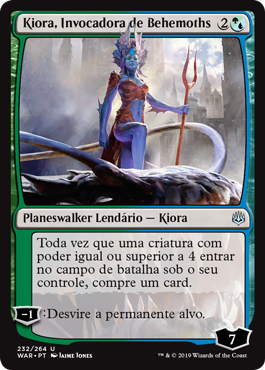 Kiora, Invocadora de Behemoths 2
Planeswalker Lendário — Kiora
Toda vez que uma criatura com
poder igual ou superior a 4 entrar
no campo de batalha sob o seu
controle, compre um card.
-1 :Desvire a permanente alvo.
7
232/264 U
WAR • PT Jaime Jones
™ & © 2019 Wizards of the Coast